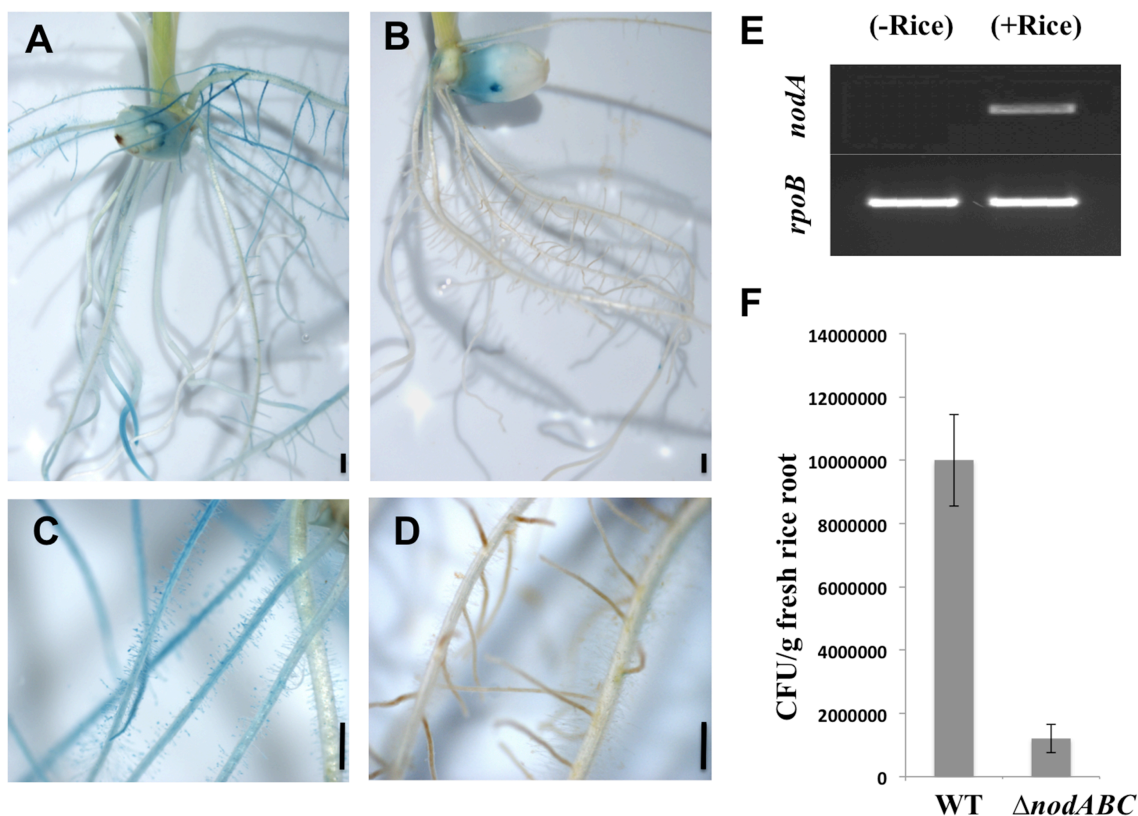 A
B
C
D
E
(-Rice) (+Rice)
nodA
rpoB
F
CFU/g fresh rice root
14000000
12000000
10000000
8000000
6000000
4000000
2000000
0
WT ΔnodABC